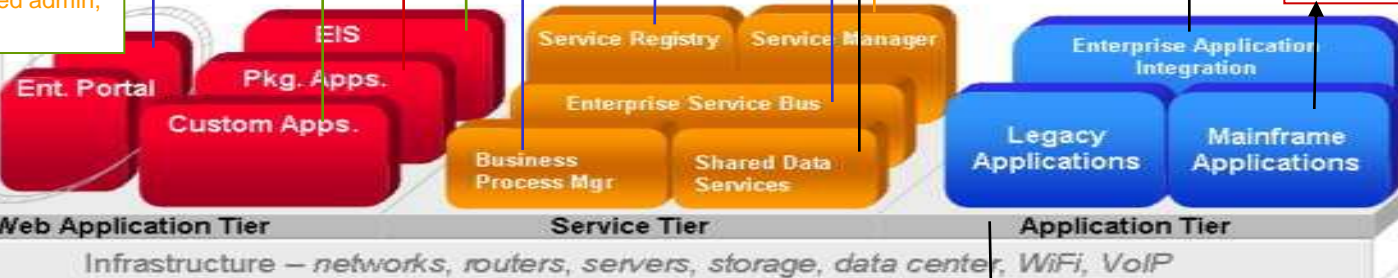 ed admin,
EIS
Pkg. Apps.
Ent. Portal
Custom Apps.
Service Registry
Service Manager
Enterprise Service Bus
Business
Process Mgr
Shared Data
Services
Enterprise Application
Integration
Legacy
Applications
Mainframe
Applications
Web Application Tier
Service Tier
Application Tier
Infrastructure – networks, routers, servers, storage, data center, WiFi, VoIP